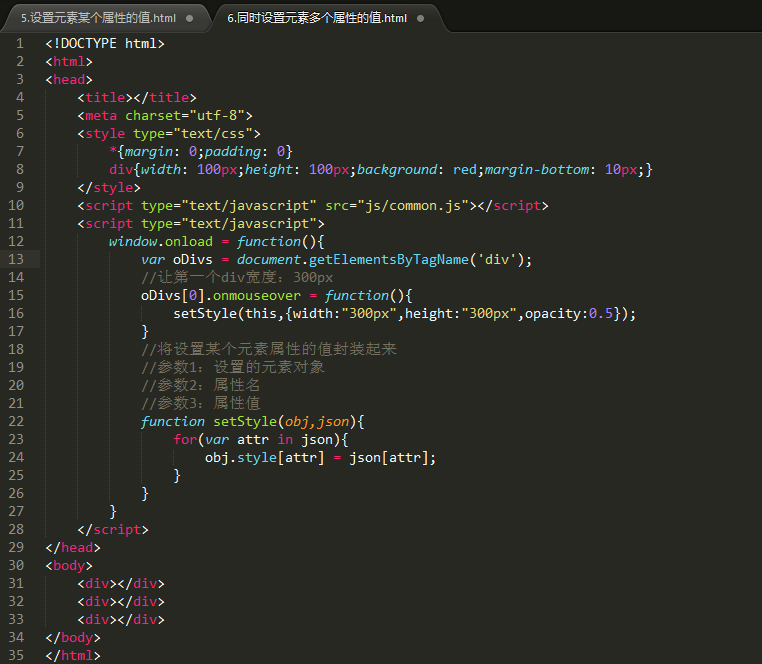 5.设置元素某个属性的值.html
6.同时设置元素多个属性的值.html
1 <!DOCTYPE html>
2 <html>
3 <head>
4 <title></title>
5 <meta charset="utf-8">
6 <style type="text/css">
7 *{margin: 0;padding: 0}
8 div{width: 100px;height: 100px;background: red;margin-bottom: 10px;}
9 </style>
10 <script type="text/javascript" src="js/common.js"></script>
11 <script type="text/javascript">
12 window.onload = function(){
13 var oDivs = document.getElementsByTagName('div');
14 //让第一个div宽度：300px
15 oDivs[0].onmouseover = function(){
16 setStyle(this,{width:"300px",height:"300px",opacity:0.5});
17 }
18 //将设置某个元素属性的值封装起来
19 //参数1：设置的元素对象
20 //参数2：属性名
21 //参数3：属性值
22 function setStyle(obj,json){
23 for(var attr in json){
24 obj.style[attr] = json[attr];
25 }
26 }
27 }
28 </script>
29 </head>
30 <body>
31 <div></div>
32 <div></div>
33 <div></div>
34 </body>
35 </html>